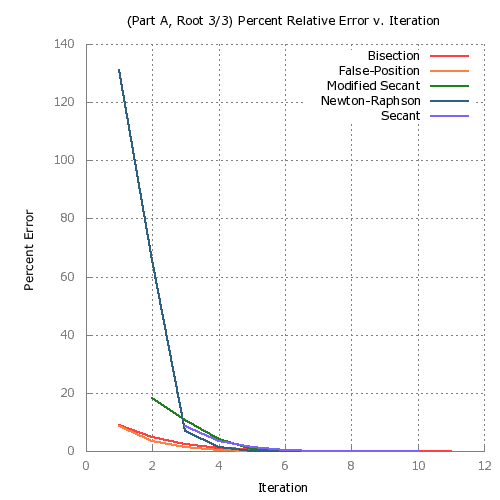 (Part A, Root 3/3) Percent Relative Error v. Iteration
140
120
100
80
60
40
20
0
Percent Error
Bisection
False-Position
Modified Secant
Newton-Raphson
Secant
0 2 4 6 8 10 12
Iteration